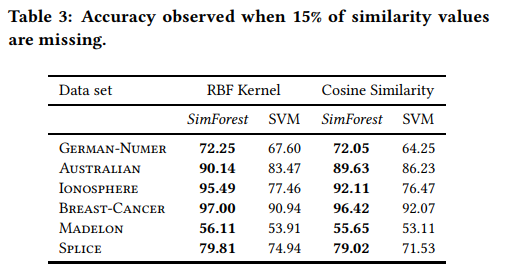 Table 3: Accuracy observed when 15% of similarity values
are missing.
Data set RBF Kernel Cosine Similarity
SimForest SVM SimForest SVM
German-Numer 72.25 67.60 72.05 64.25
Australian 90.14 83.47 89.63 86.23
Ionosphere 95.49 77.46 92.11 76.47
Breast-Cancer 97.00 90.94 96.42 92.07
Madelon 56.11 53.91 55.65 53.11
Splice 79.81 74.94 79.02 71.53